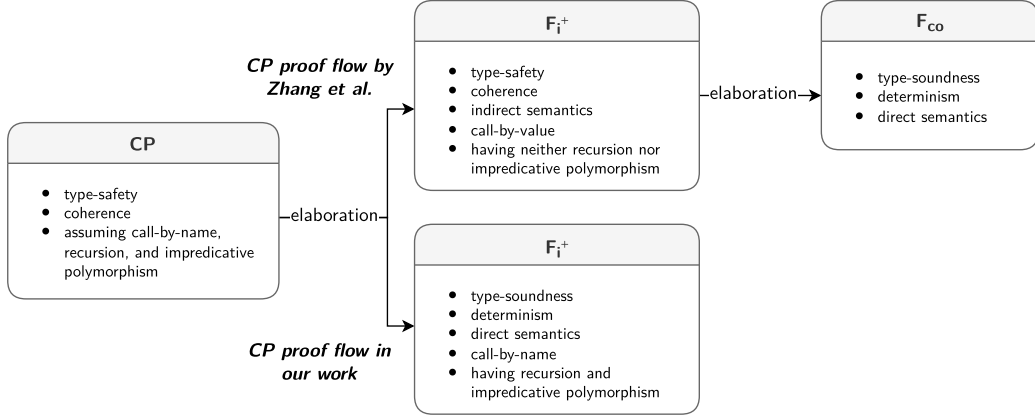 CP
● type-safety
● coherence
● assuming call-by-name,
recursion, and impredicative
polymorphism
elaboration
CP proof flow by
Zhang et al.
Fᵢ⁺
● type-safety
● coherence
● indirect semantics
● call-by-value
● having neither recursion nor
impredicative polymorphism
elaboration
F_co
● type-soundness
● determinism
● direct semantics
CP proof flow in
our work
Fᵢ⁺
● type-soundness
● determinism
● direct semantics
● call-by-name
● having recursion and
impredicative polymorphism